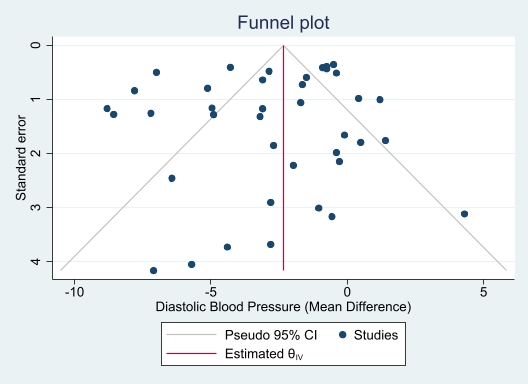 Funnel plot
0
1
2
3
4
Standard error
-10 -5 0 5
Diastolic Blood Pressure (Mean Difference)
Pseudo 95% CI Studies
Estimated θIV